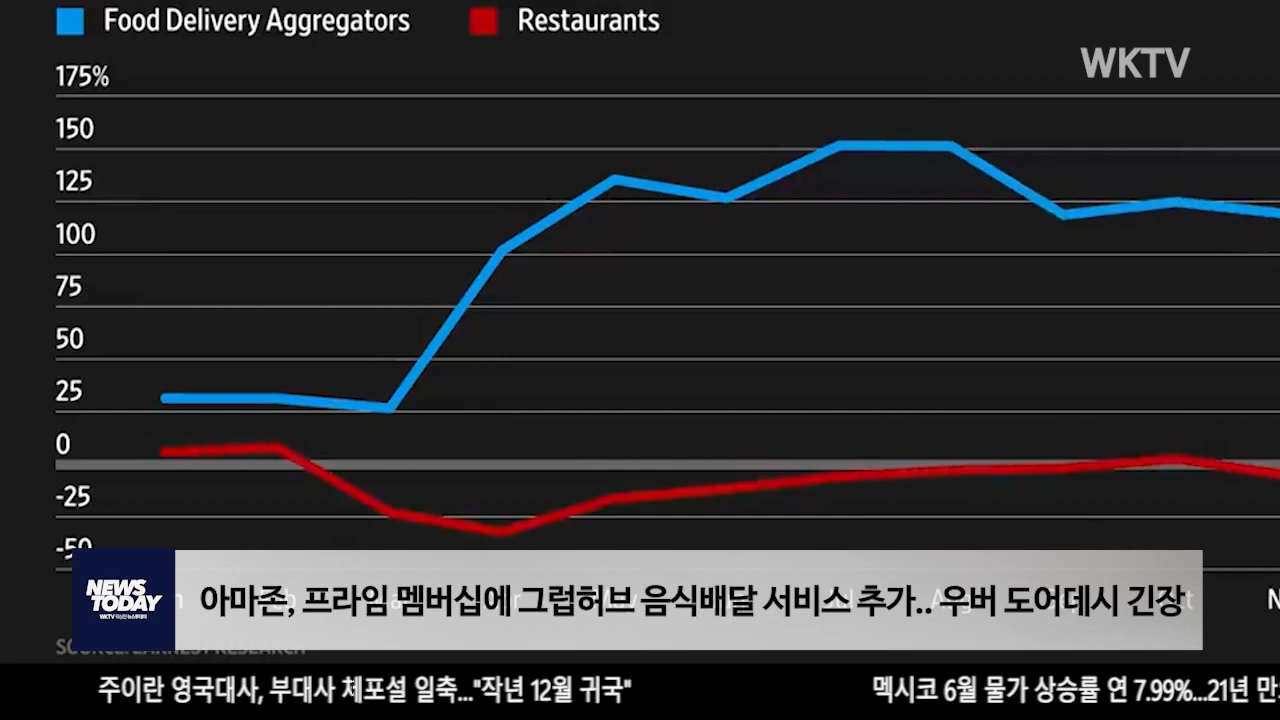 Food Delivery Aggregators
Restaurants
WKTV
175%
150
125
100
75
50
25
0
-25
-50
NEWS TODAY
아마존, 프라임 멤버십에 그럽허브 음식배달 서비스 추가..우버 도어데시 긴장
SOURCE: EARNEST RESEARCH
주이란 영국대사, 부대사 체포설 일축..."작년 12월 귀국"
멕시코 6월 물가 상승률 연 7.99%...21년 만